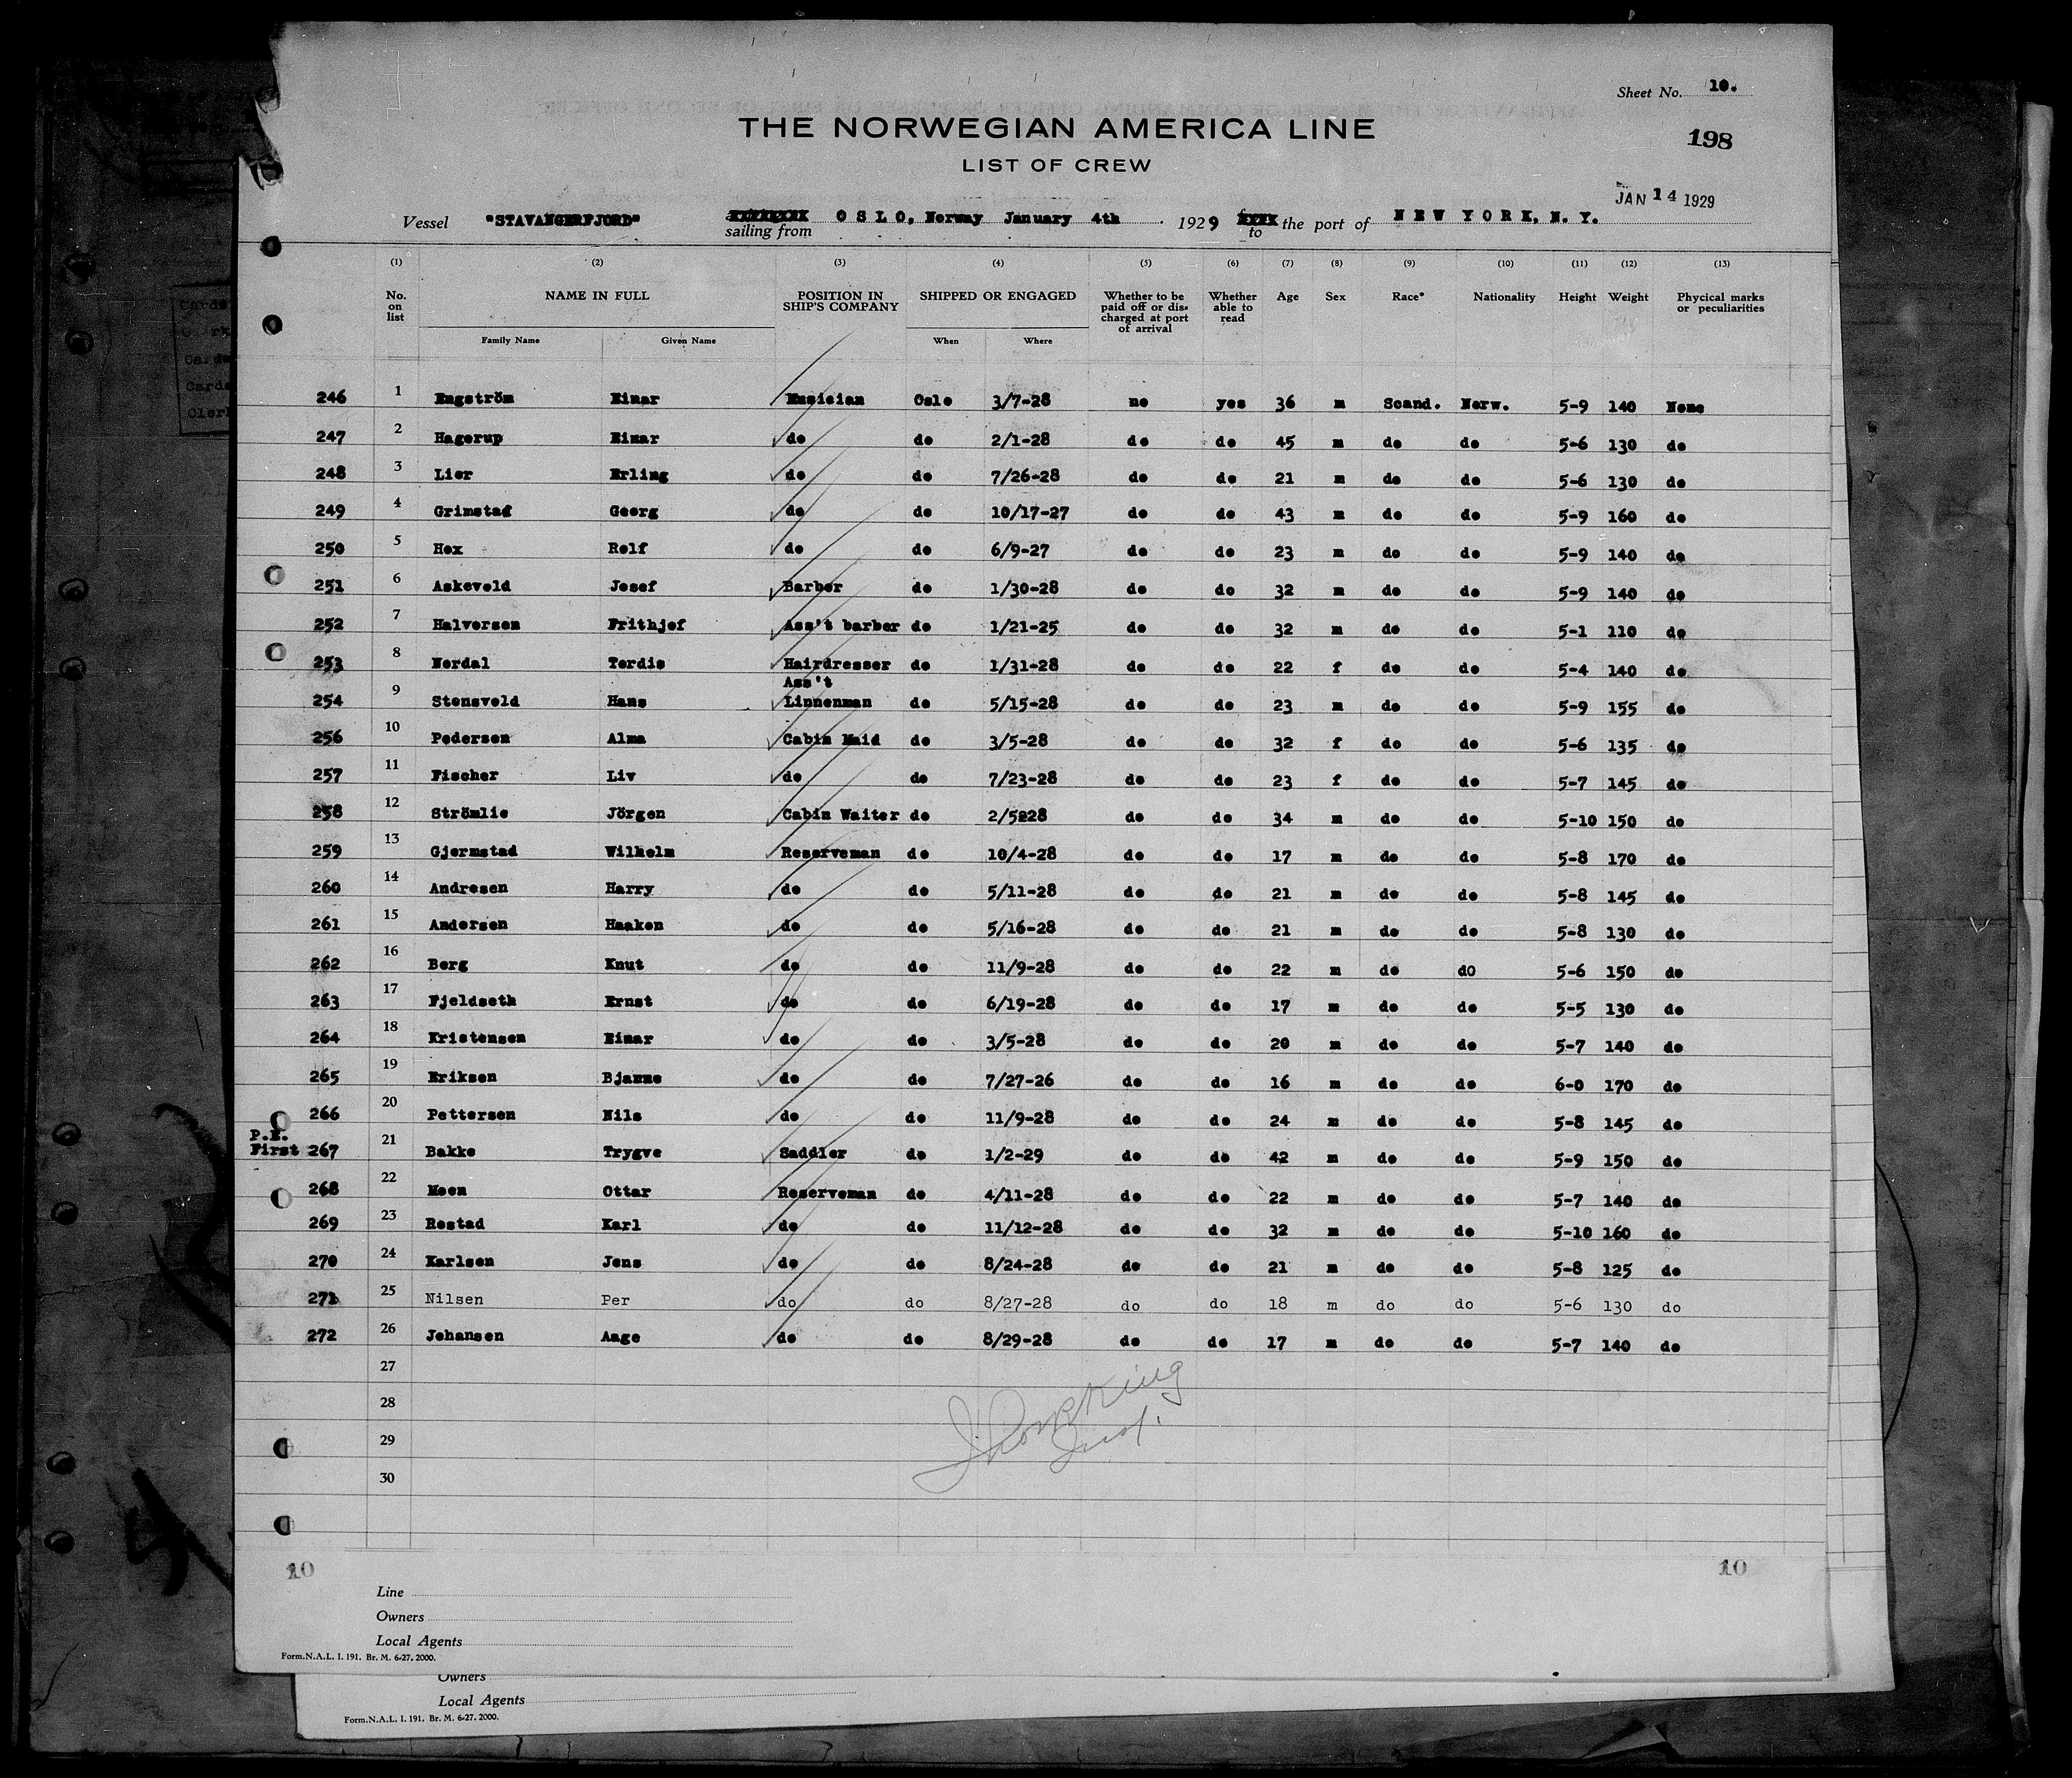 Sheet No. 10.
THE NORWEGIAN AMERICA LINE
198
LIST OF CREW
JAN 14 1929
Vessel "STAVANGERFJORD" sailing from OSLO, Norway January 4th 1929 to the port of NEW YORK, N. Y.
(1) (2) (3) (4) (5) (6) (7) (8) (9) (10) (11) (12) (13)
No. on list NAME IN FULL POSITION IN SHIP'S COMPANY SHIPPED OR ENGAGED Whether to be paid off or discharged at port of arrival Whether able to read Age Sex Race* Nationality Height Weight Physical marks or peculiarities
Family Name Given Name When Where
246 1 Engström Einar Musician Oslo 3/7-28 no yes 36 m Scand. Norw. 5-9 140 None
247 2 Hagerup Einar do do 2/1-28 do do 45 m do do 5-6 130 do
248 3 Lier Erling do do 7/26-28 do do 21 m do do 5-6 130 do
249 4 Grimstad Georg do do 10/17-27 do do 43 m do do 5-9 160 do
250 5 Hox Rolf do do 6/9-27 do do 23 m do do 5-9 140 do
251 6 Askevold Josef Barber do 1/30-28 do do 32 m do do 5-9 140 do
252 7 Halvorsen Frithjof Ass't barber do 1/21-25 do do 32 m do do 5-1 110 do
253 8 Nordal Tordis Hairdresser do 1/31-28 do do 22 f do do 5-4 140 do
Ass't
254 9 Stensvold Hans Linnenman do 5/15-28 do do 23 m do do 5-9 155 do
256 10 Pedersen Alma Cabin Maid do 3/5-28 do do 32 f do do 5-6 135 do
257 11 Fischer Liv do do 7/23-28 do do 23 f do do 5-7 145 do
258 12 Strömlie Jörgen Cabin Waiter do 2/5228 do do 34 m do do 5-10 150 do
259 13 Gjermstad Wilhelm Reserveman do 10/4-28 do do 17 m do do 5-8 170 do
260 14 Andresen Harry do do 5/11-28 do do 21 m do do 5-8 145 do
261 15 Andersen Haakon do do 5/16-28 do do 21 m do do 5-8 130 do
262 16 Berg Knut do do 11/9-28 do do 22 m do do 5-6 150 do
263 17 Fjeldseth Ernst do do 6/19-28 do do 17 m do do 5-5 130 do
264 18 Kristensen Einar do do 3/5-28 do do 20 m do do 5-7 140 do
265 19 Eriksen Bjanne do do 7/27-26 do do 16 m do do 6-0 170 do
266 20 Pettersen Nils do do 11/9-28 do do 24 m do do 5-8 145 do
P.E.
First 267 21 Bakke Trygve Saddler do 1/2-29 do do 42 m do do 5-9 150 do
268 22 Moen Ottar Reserveman do 4/11-28 do do 22 m do do 5-7 140 do
269 23 Rostad Karl do do 11/12-28 do do 32 m do do 5-10 160 do
270 24 Karlsen Jens do do 8/24-28 do do 21 m do do 5-8 125 do
271 25 Nilsen Per do do 8/27-28 do do 18 m do do 5-6 130 do
272 26 Johansen Aage do do 8/29-28 do do 17 m do do 5-7 140 do
27
28
29
30
10 10
Line
Owners
Local Agents
Form.N.A.L. I. 191. Br. M. 6-27. 2000.
Owners
Local Agents
Form.N.A.L. I. 191. Br. M. 6-27. 2000.